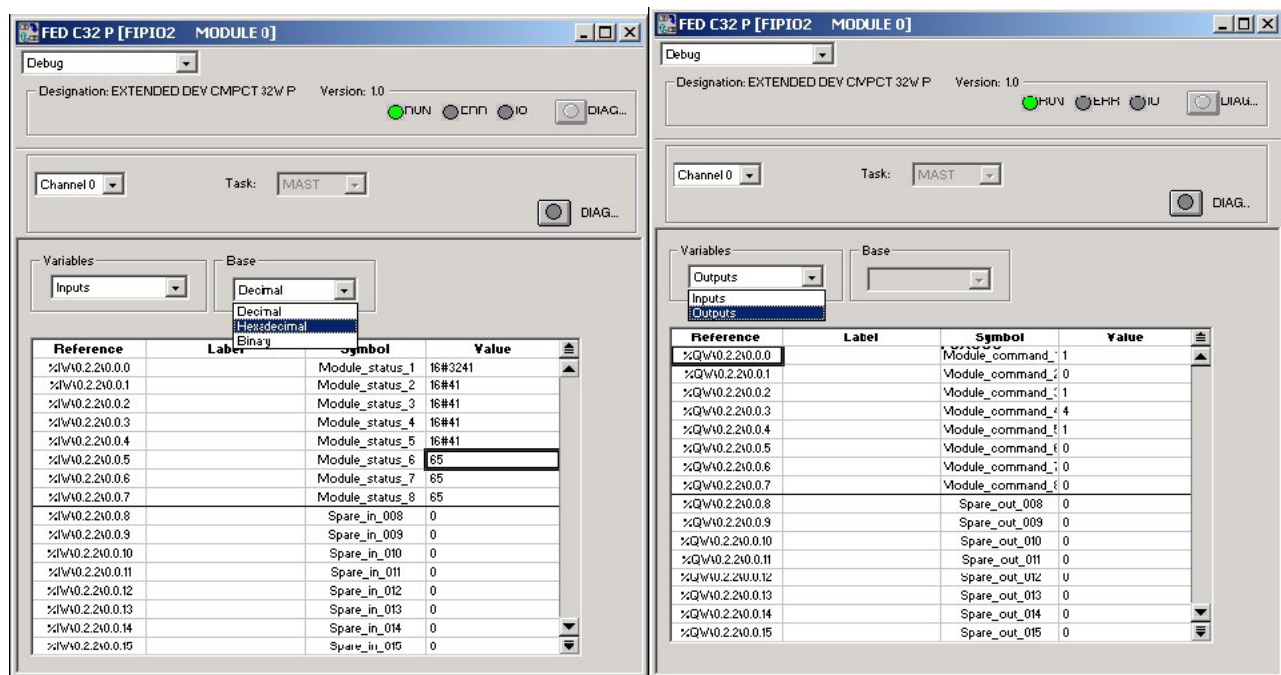 FED C32 P [FIPIO2 MODULE 0]
Debug
Designation: EXTENDED DEV CMPCT 32W P Version: 1.0
RUN ERR IO DIAG...
Channel 0 Task: MAST
DIAG...
Variables Base
Inputs Decimal
Decimal
Hexadecimal
Binary
Reference Label Symbol Value
%IW\0.2.2\0.0.0 Module_status_1 16#3241
%IW\0.2.2\0.0.1 Module_status_2 16#41
%IW\0.2.2\0.0.2 Module_status_3 16#41
%IW\0.2.2\0.0.3 Module_status_4 16#41
%IW\0.2.2\0.0.4 Module_status_5 16#41
%IW\0.2.2\0.0.5 Module_status_6 65
%IW\0.2.2\0.0.6 Module_status_7 65
%IW\0.2.2\0.0.7 Module_status_8 65
%IW\0.2.2\0.0.8 Spare_in_008 0
%IW\0.2.2\0.0.9 Spare_in_009 0
%IW\0.2.2\0.0.10 Spare_in_010 0
%IW\0.2.2\0.0.11 Spare_in_011 0
%IW\0.2.2\0.0.12 Spare_in_012 0
%IW\0.2.2\0.0.13 Spare_in_013 0
%IW\0.2.2\0.0.14 Spare_in_014 0
%IW\0.2.2\0.0.15 Spare_in_015 0
FED C32 P [FIPIO2 MODULE 0]
Debug
Designation: EXTENDED DEV CMPCT 32W P Version: 1.0
RUN ERR IO DIAG...
Channel 0 Task: MAST
DIAG..
Variables Base
Outputs
Inputs
Outputs
Reference Label Symbol Value
%QW\0.2.2\0.0.0 Module_command_1 1
%QW\0.2.2\0.0.1 Module_command_2 0
%QW\0.2.2\0.0.2 Module_command_3 1
%QW\0.2.2\0.0.3 Module_command_4 4
%QW\0.2.2\0.0.4 Module_command_5 1
%QW\0.2.2\0.0.5 Module_command_6 0
%QW\0.2.2\0.0.6 Module_command_7 0
%QW\0.2.2\0.0.7 Module_command_8 0
%QW\0.2.2\0.0.8 Spare_out_008 0
%QW\0.2.2\0.0.9 Spare_out_009 0
%QW\0.2.2\0.0.10 Spare_out_010 0
%QW\0.2.2\0.0.11 Spare_out_011 0
%QW\0.2.2\0.0.12 Spare_out_012 0
%QW\0.2.2\0.0.13 Spare_out_013 0
%QW\0.2.2\0.0.14 Spare_out_014 0
%QW\0.2.2\0.0.15 Spare_out_015 0